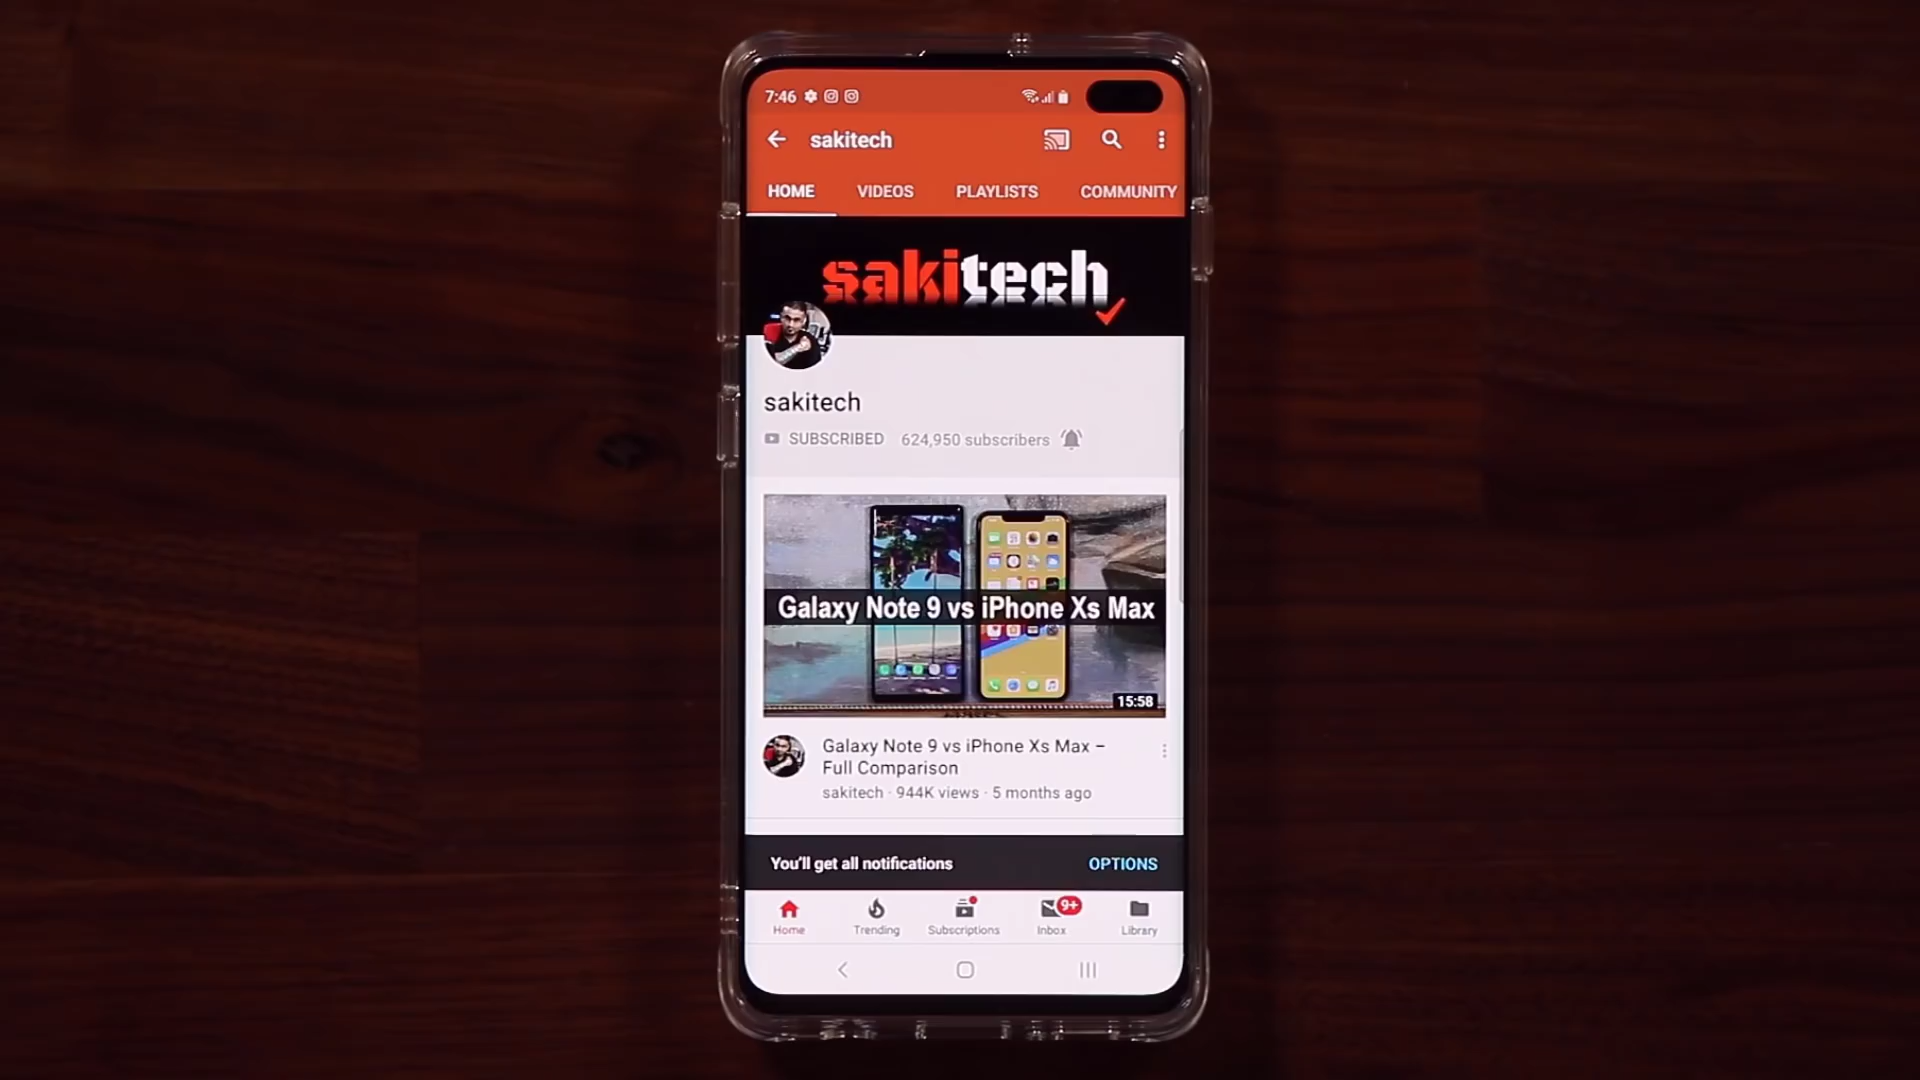 7:46
sakitech
HOME VIDEOS PLAYLISTS COMMUNITY
sakitech
sakitech
SUBSCRIBED 624,950 subscribers
Galaxy Note 9 vs iPhone Xs Max
15:58
Galaxy Note 9 vs iPhone Xs Max –
Full Comparison
sakitech · 944K views · 5 months ago
You'll get all notifications OPTIONS
9+
Home Trending Subscriptions Inbox Library